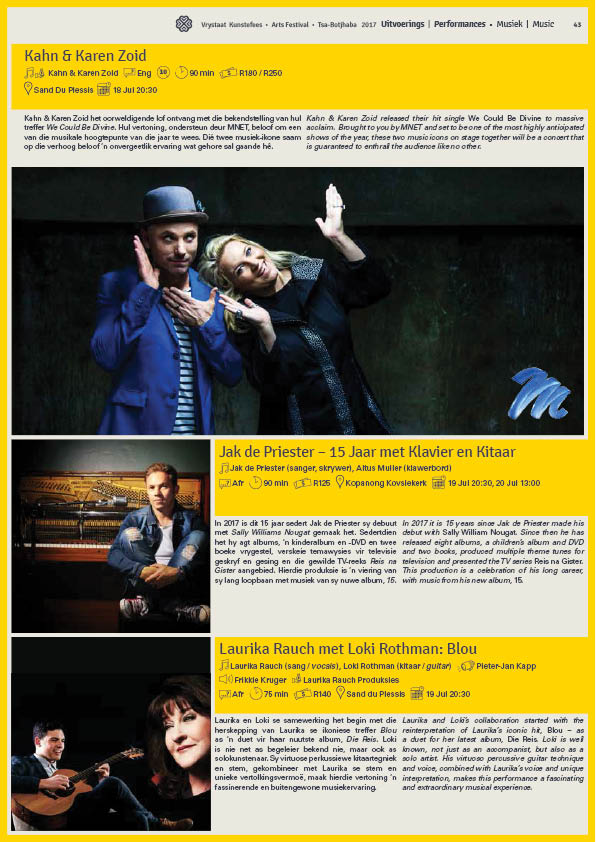 Vrystaat Kunstefees • Arts Festival • Tsa-Botjhaba 2017 Uitvoerings | Performances • Musiek | Music 43
Kahn & Karen Zoid
Kahn & Karen Zoid Eng 10 90 min R180 / R250
Sand Du Plessis 18 Jul 20:30
Kahn & Karen Zoid het oorweldigende lof ontvang met die bekendstelling van hul
treffer We Could Be Divine. Hul vertoning, ondersteun deur MNET, beloof om een
van die musikale hoogtepunte van die jaar te wees. Dié twee musiek-ikone saam
op die verhoog beloof 'n onvergeetlik ervaring wat gehore sal gaande hê.
Kahn & Karen Zoid released their hit single We Could Be Divine to massive
acclaim. Brought to you by MNET and set to be one of the most highly anticipated
shows of the year, these two music icons on stage together will be a concert that
is guaranteed to enthrall the audience like no other.
Jak de Priester – 15 Jaar met Klavier en Kitaar
Jak de Priester (sanger, skrywer), Altus Muller (klawerbord)
Afr 90 min R125 Kopanong Kovsiekerk 19 Jul 20:30, 20 Jul 13:00
In 2017 is dit 15 jaar sedert Jak de Priester sy debuut
met Sally Williams Nougat gemaak het. Sedertdien
het hy agt albums, 'n kinderalbum en -DVD en twee
boeke vrygestel, verskeie temawysies vir televisie
geskryf en gesing en die gewilde TV-reeks Reis na
Gister aangebied. Hierdie produksie is 'n viering van
sy lang loopbaan met musiek van sy nuwe album, 15.
In 2017 it is 15 years since Jak de Priester made his
debut with Sally William Nougat. Since then he has
released eight albums, a children's album and DVD
and two books, produced multiple theme tunes for
television and presented the TV series Reis na Gister.
This production is a celebration of his long career,
with music from his new album, 15.
Laurika Rauch met Loki Rothman: Blou
Laurika Rauch (sang / vocals), Loki Rothman (kitaar / guitar) Pieter-Jan Kapp
Frikkie Kruger Laurika Rauch Produksies
Afr 75 min R140 Sand du Plessis 19 Jul 20:30
Laurika en Loki se samewerking het begin met die
herskepping van Laurika se ikoniese treffer Blou
as 'n duet vir haar nuutste album, Die Reis. Loki
is nie net as begeleier bekend nie, maar ook as
solokunstenaar. Sy virtuose perkussiewe kitaartegniek
en stem, gekombineer met Laurika se stem en
unieke vertolkingsvermoë, maak hierdie vertoning 'n
fassinerende en buitengewone musiekervaring.
Laurika and Loki's collaboration started with the
reinterpretation of Laurika's iconic hit, Blou – as
a duet for her latest album, Die Reis. Loki is well
known, not just as an accompanist, but also as a
solo artist. His virtuoso percussive guitar technique
and voice, combined with Laurika's voice and unique
interpretation, makes this performance a fascinating
and extraordinary musical experience.